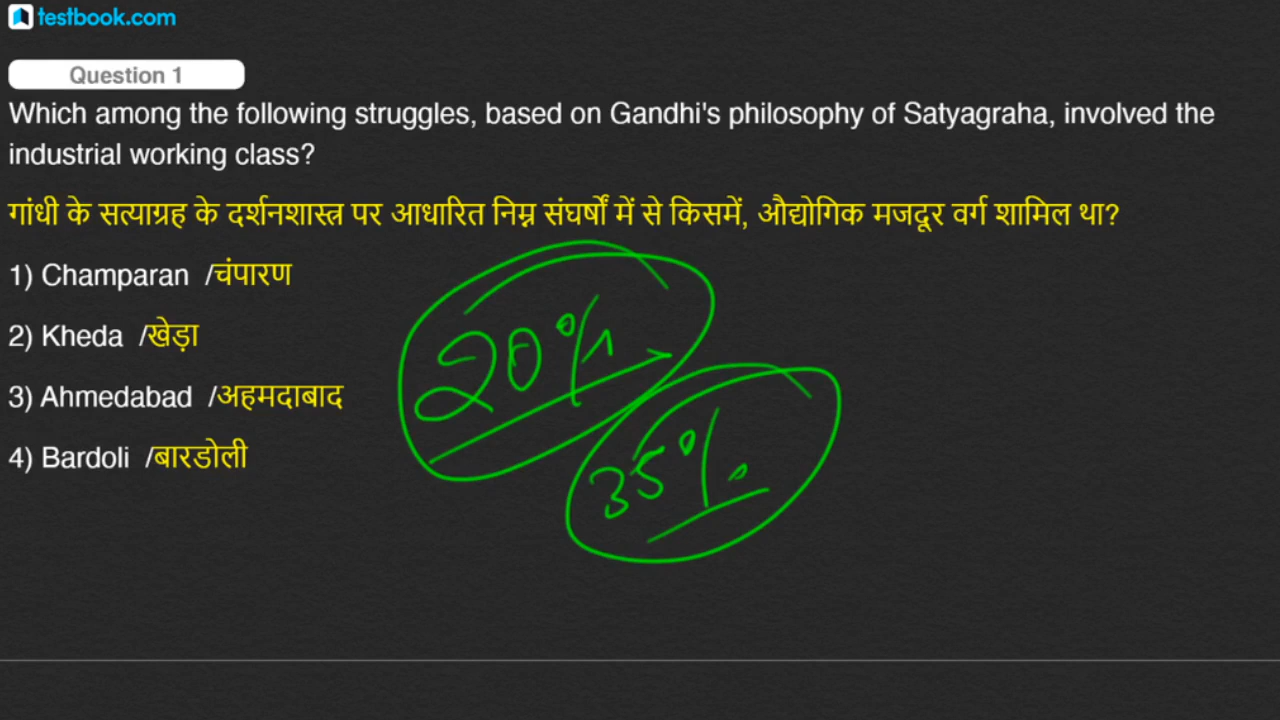 testbook.com
Question 1
Which among the following struggles, based on Gandhi's philosophy of Satyagraha, involved the
industrial working class?
गांधी के सत्याग्रह के दर्शनशास्त्र पर आधारित निम्न संघर्षों में से किसमें, औद्योगिक मजदूर वर्ग शामिल था?
1) Champaran /चंपारण
2) Kheda /खेड़ा
20%
3) Ahmedabad /अहमदाबाद
4) Bardoli /बारडोली
35%